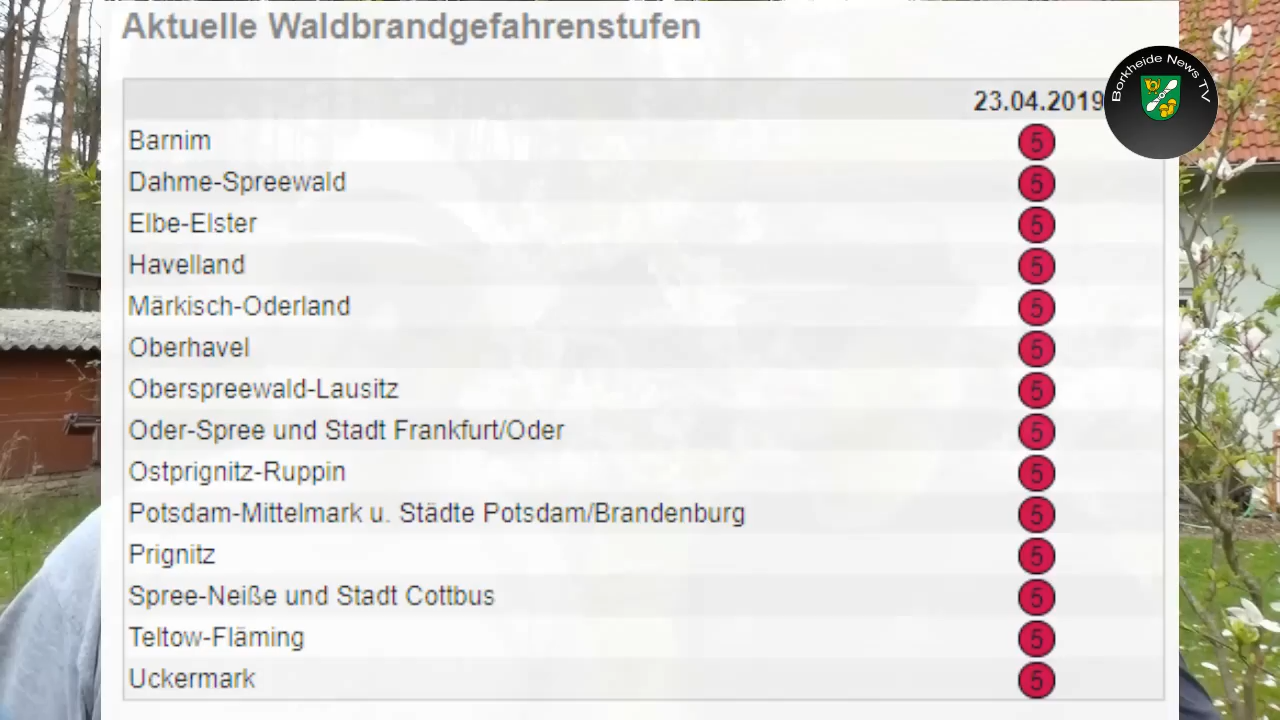 Aktuelle Waldbrandgefahrenstufen
Borkheide News TV
23.04.2019
Barnim 5
Dahme-Spreewald 5
Elbe-Elster 5
Havelland 5
Märkisch-Oderland 5
Oberhavel 5
Oberspreewald-Lausitz 5
Oder-Spree und Stadt Frankfurt/Oder 5
Ostprignitz-Ruppin 5
Potsdam-Mittelmark u. Städte Potsdam/Brandenburg 5
Prignitz 5
Spree-Neiße und Stadt Cottbus 5
Teltow-Fläming 5
Uckermark 5